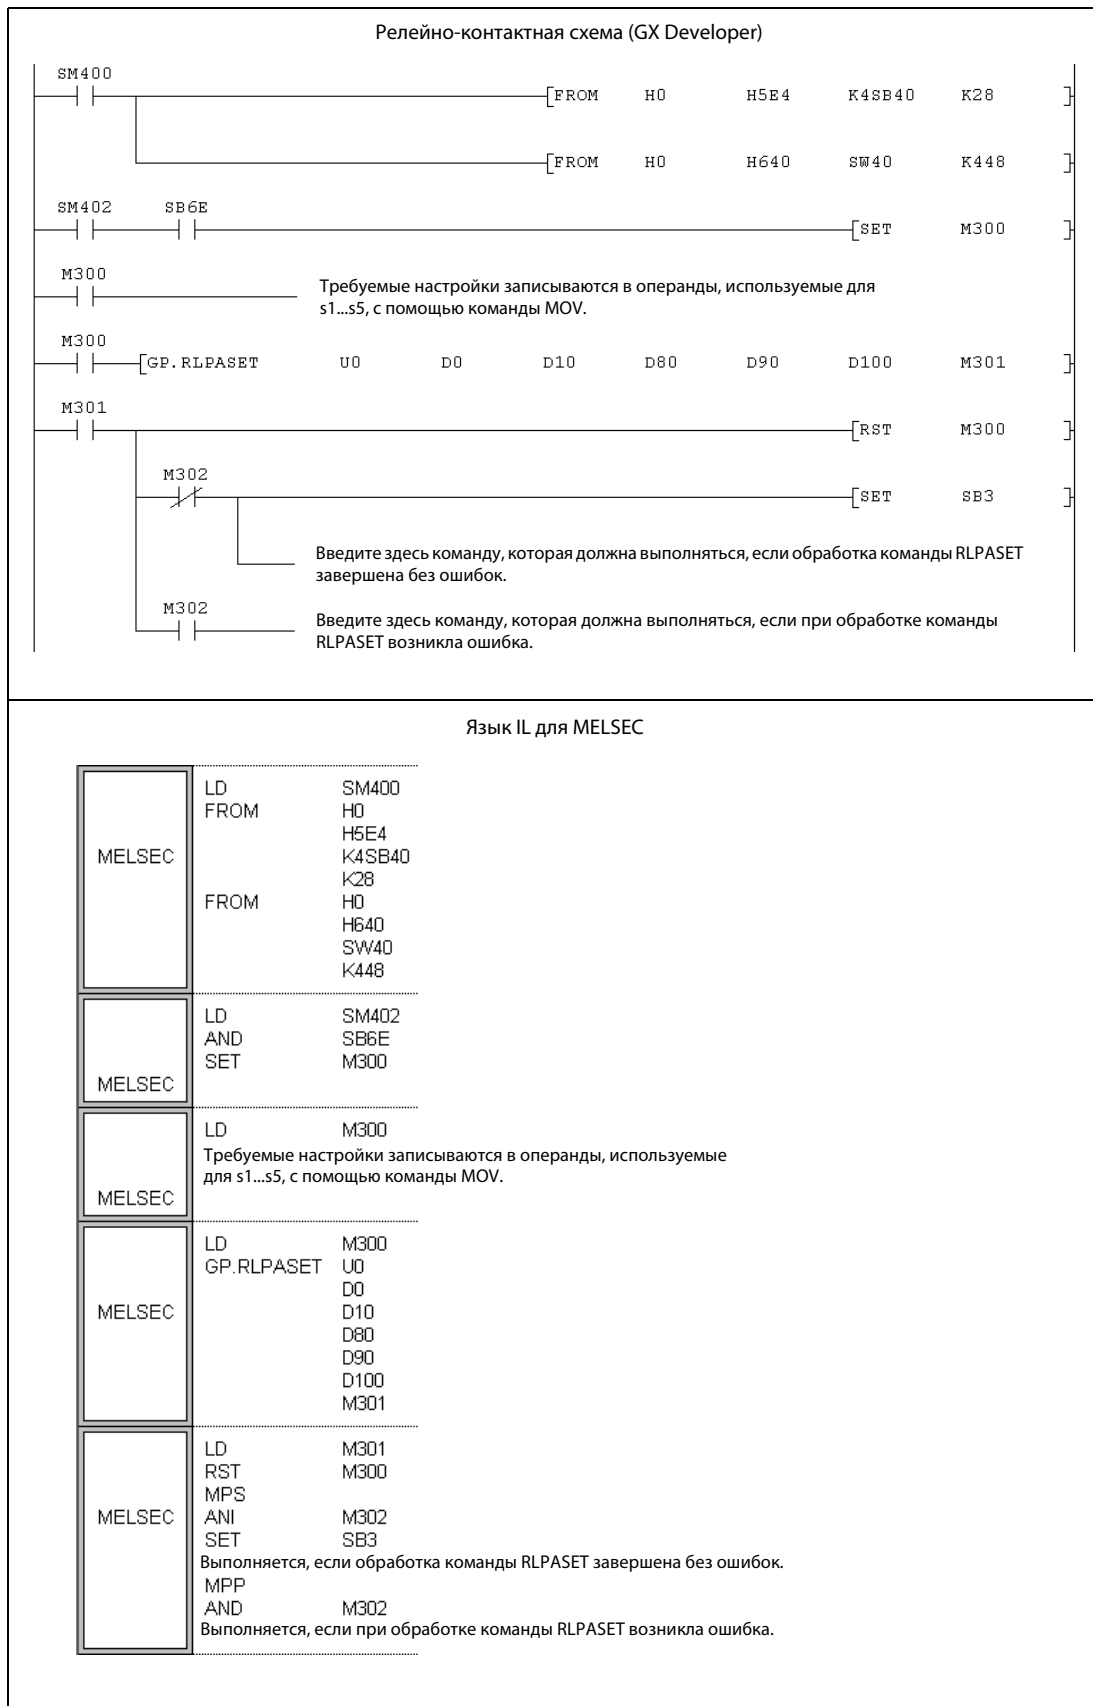 Релейно-контактная схема (GX Developer)
SM400
[FROM H0 H5E4 K4SB40 K28 ]
[FROM H0 H640 SW40 K448 ]
SM402 SB6E
[SET M300 ]
M300
Требуемые настройки записываются в операнды, используемые для
s1...s5, с помощью команды MOV.
M300
[GP.RLPASET U0 D0 D10 D80 D90 D100 M301 ]
M301
[RST M300 ]
M302
[SET SB3 ]
Введите здесь команду, которая должна выполняться, если обработка команды RLPASET
завершена без ошибок.
M302
Введите здесь команду, которая должна выполняться, если при обработке команды
RLPASET возникла ошибка.
Язык IL для MELSEC
LD SM400
FROM H0
H5E4
MELSEC K4SB40
K28
FROM H0
H640
SW40
K448
LD SM402
AND SB6E
SET M300
MELSEC
LD M300
Требуемые настройки записываются в операнды, используемые
для s1...s5, с помощью команды MOV.
MELSEC
LD M300
GP.RLPASET U0
D0
MELSEC D10
D80
D90
D100
M301
LD M301
RST M300
MPS
MELSEC ANI M302
SET SB3
Выполняется, если обработка команды RLPASET завершена без ошибок.
MPP
AND M302
Выполняется, если при обработке команды RLPASET возникла ошибка.